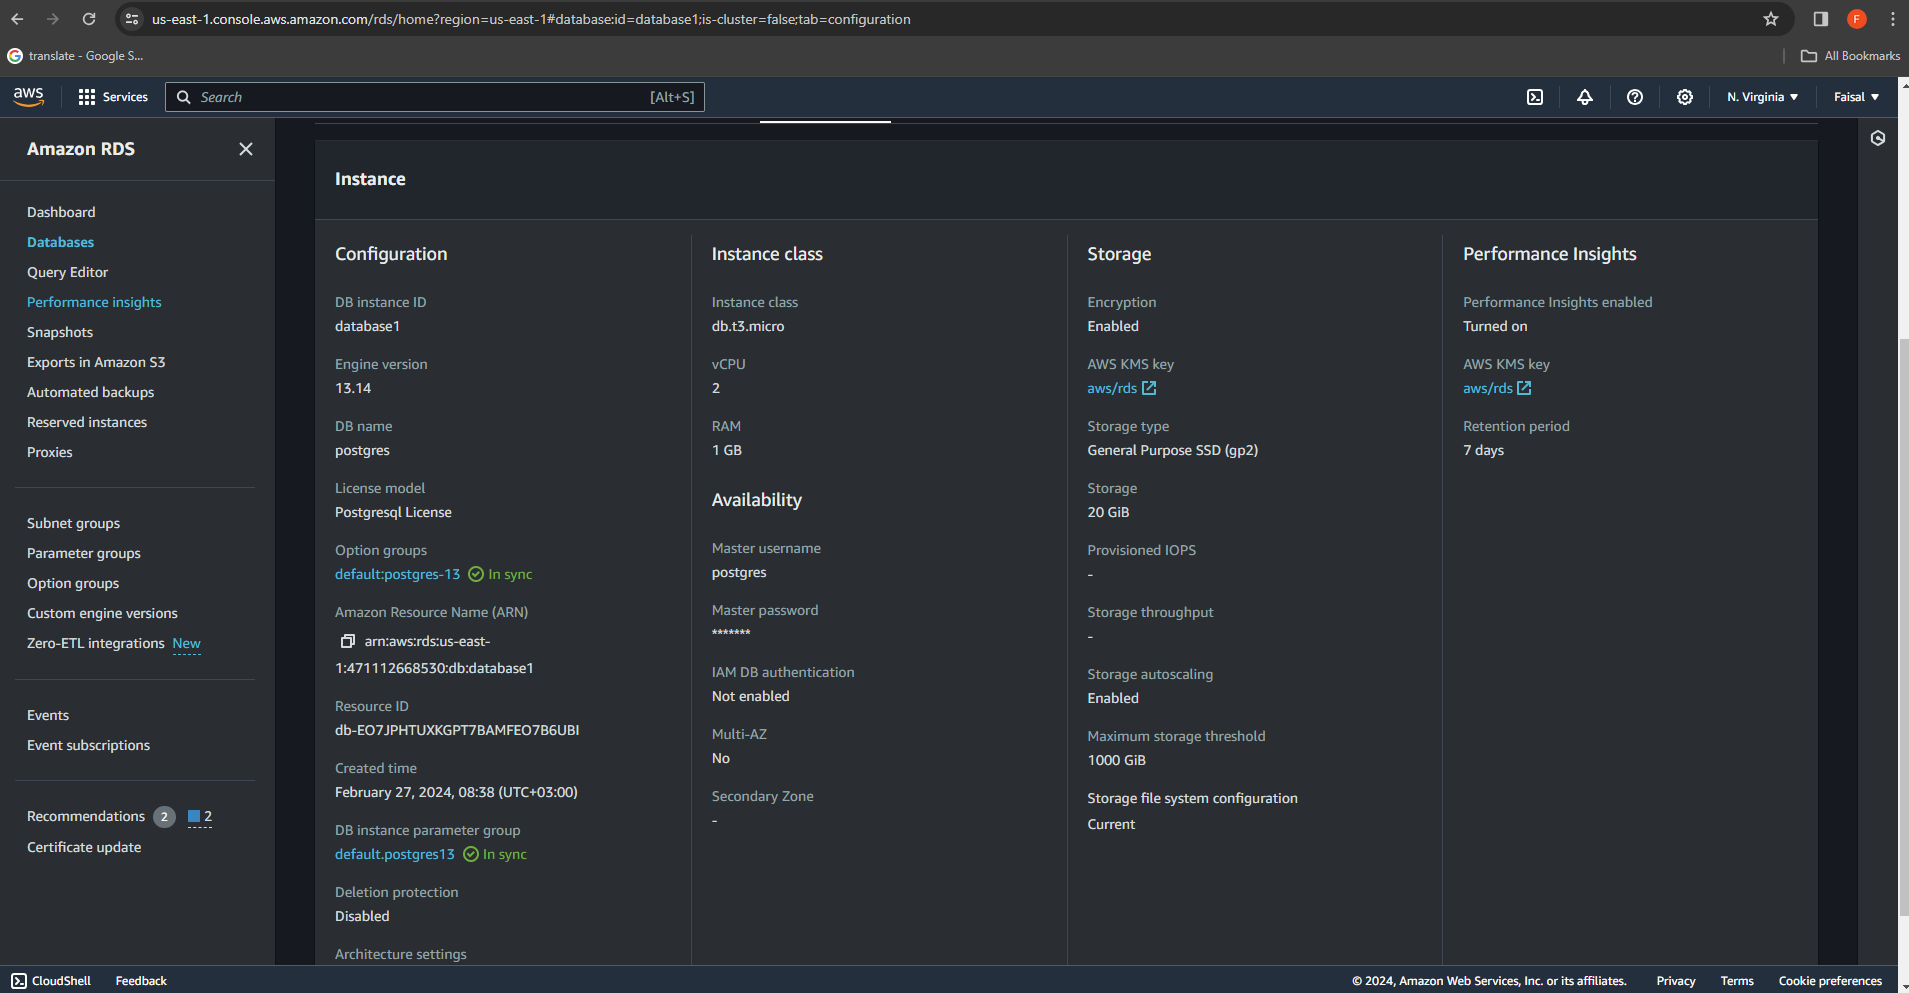 us-east-1.console.aws.amazon.com/rds/home?region=us-east-1#database:id=database1;is-cluster=false;tab=configuration
F
translate - Google S...
All Bookmarks
aws
Services
Search
[Alt+S]
N. Virginia
Faisal
Amazon RDS
Dashboard
Databases
Query Editor
Performance insights
Snapshots
Exports in Amazon S3
Automated backups
Reserved instances
Proxies
Subnet groups
Parameter groups
Option groups
Custom engine versions
Zero-ETL integrations New
Events
Event subscriptions
Recommendations 2 2
Certificate update
Instance
Configuration
DB instance ID
database1
Engine version
13.14
DB name
postgres
License model
Postgresql License
Option groups
default:postgres-13 In sync
Amazon Resource Name (ARN)
arn:aws:rds:us-east-
1:471112668530:db:database1
Resource ID
db-EO7JPHTUXKGPT7BAMFEO7B6UBI
Created time
February 27, 2024, 08:38 (UTC+03:00)
DB instance parameter group
default.postgres13 In sync
Deletion protection
Disabled
Architecture settings
Instance class
Instance class
db.t3.micro
vCPU
2
RAM
1 GB
Availability
Master username
postgres
Master password
*******
IAM DB authentication
Not enabled
Multi-AZ
No
Secondary Zone
-
Storage
Encryption
Enabled
AWS KMS key
aws/rds
Storage type
General Purpose SSD (gp2)
Storage
20 GiB
Provisioned IOPS
-
Storage throughput
-
Storage autoscaling
Enabled
Maximum storage threshold
1000 GiB
Storage file system configuration
Current
Performance Insights
Performance Insights enabled
Turned on
AWS KMS key
aws/rds
Retention period
7 days
CloudShell
Feedback
© 2024, Amazon Web Services, Inc. or its affiliates.
Privacy
Terms
Cookie preferences